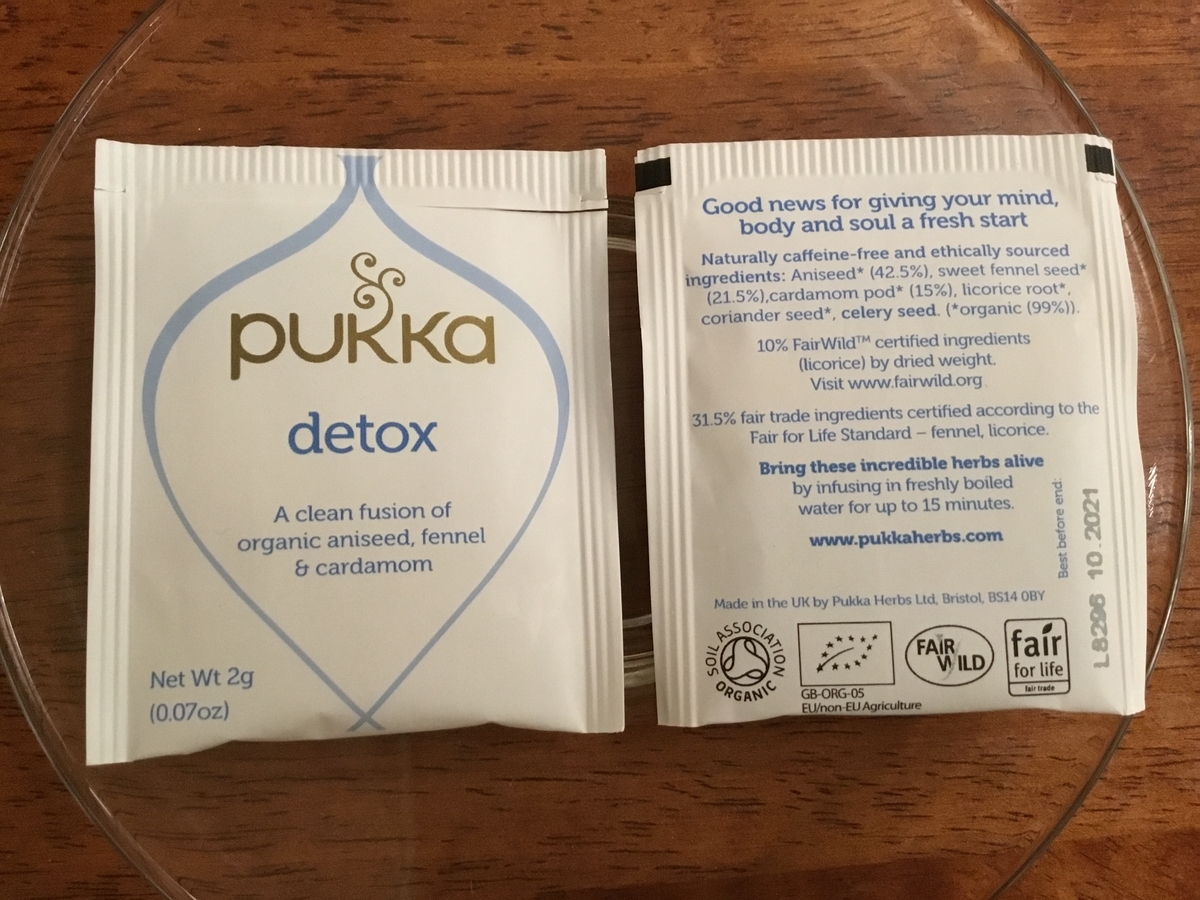 pukka
detox
A clean fusion of
organic aniseed, fennel
& cardamom
Net Wt 2g
(0.07oz)
Good news for giving your mind,
body and soul a fresh start
Naturally caffeine-free and ethically sourced
ingredients: Aniseed* (42.5%), sweet fennel seed*
(21.5%),cardamom pod* (15%), licorice root*,
coriander seed*, celery seed. (*organic (99%)).
10% FairWild™ certified ingredients
(licorice) by dried weight.
Visit www.fairwild.org
31.5% fair trade ingredients certified according to the
Fair for Life Standard – fennel, licorice.
Bring these incredible herbs alive
by infusing in freshly boiled
water for up to 15 minutes.
www.pukkaherbs.com
Best before end:
L8296 10.2021
Made in the UK by Pukka Herbs Ltd, Bristol, BS14 0BY
SOIL ASSOCIATION
ORGANIC
GB-ORG-05
EU/non-EU Agriculture
FAIR
WILD
fair
for life
fair trade